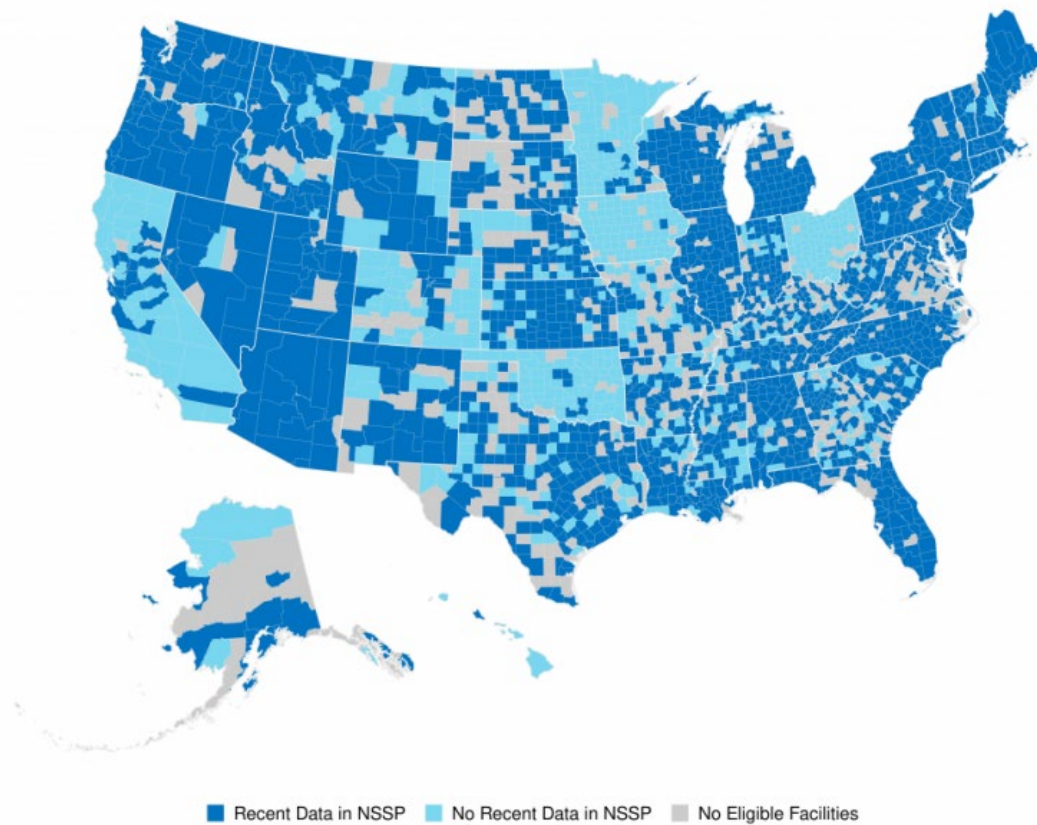 Recent Data in NSSP No Recent Data in NSSP No Eligible Facilities